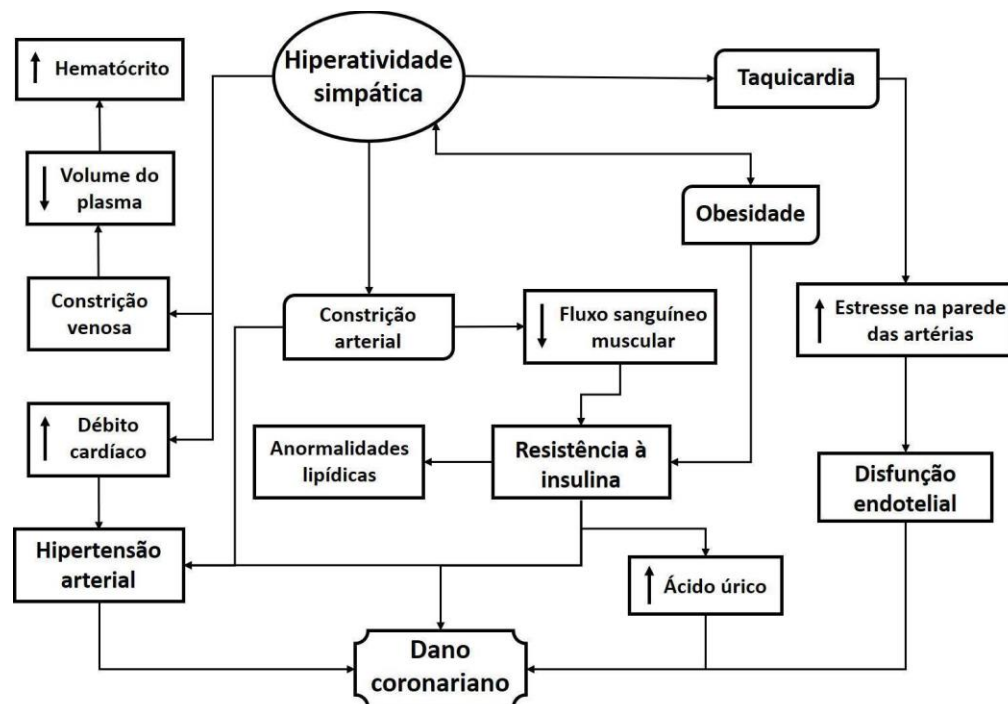 Hiperatividade
simpática
Hematócrito
Taquicardia
Volume do
plasma
Obesidade
Constrição
venosa
Constrição
arterial
Fluxo sanguíneo
muscular
Estresse na parede
das artérias
Débito
cardíaco
Anormalidades
lipídicas
Resistência à
insulina
Disfunção
endotelial
Hipertensão
arterial
Ácido úrico
Dano
coronariano